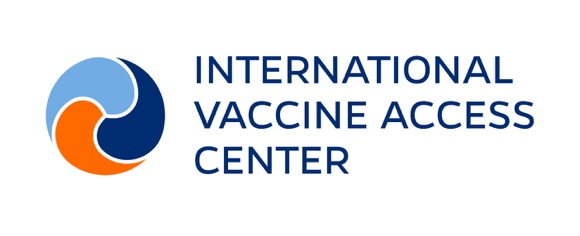 INTERNATIONAL
VACCINE ACCESS
CENTER